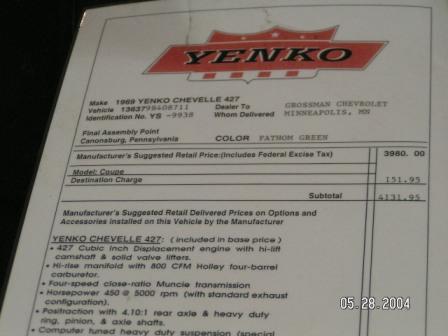 YENKO
Make 1969 YENKO CHEVELLE 427
Vehicle 136379B408711
Identification No. YS -9938
Dealer To GROSSMAN CHEVROLET
Whom Delivered MINNEAPOLIS, MN
Final Assembly Point
Canonsburg, Pennsylvania
COLOR FATHOM GREEN
Manufacturer's Suggested Retail Price:(Includes Federal Excise Tax) 3980. 00
Model: Coupe
Destination Charge 151.95
Subtotal 4131.95
Manufacturer's Suggested Retail Delivered Prices on Options and
Accessories installed on this Vehicle by the Manufacturer
YENKO CHEVELLE 427: (included in base price)
• 427 Cubic Inch Displacement engine with hi-lift
camshaft & solid valve lifters.
• Hi-rise manifold with 800 CFM Holley four-barrel
carburetor.
• Four-speed close-ratio Muncie transmission
• Horsepower 450 @ 5000 rpm (with standard exhaust
configuration).
• Positraction with 4.10:1 rear axle & heavy duty
ring, pinion, & axle shafts.
• Computer tuned heavy duty suspension (special
05.28.2004